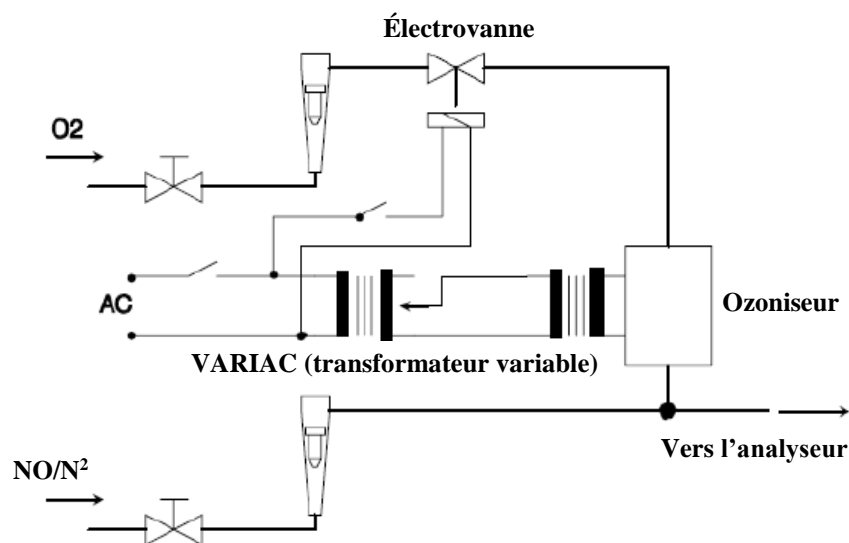 Électrovanne
O2
AC
Ozoniseur
VARIAC (transformateur variable)
Vers l'analyseur
NO/N²